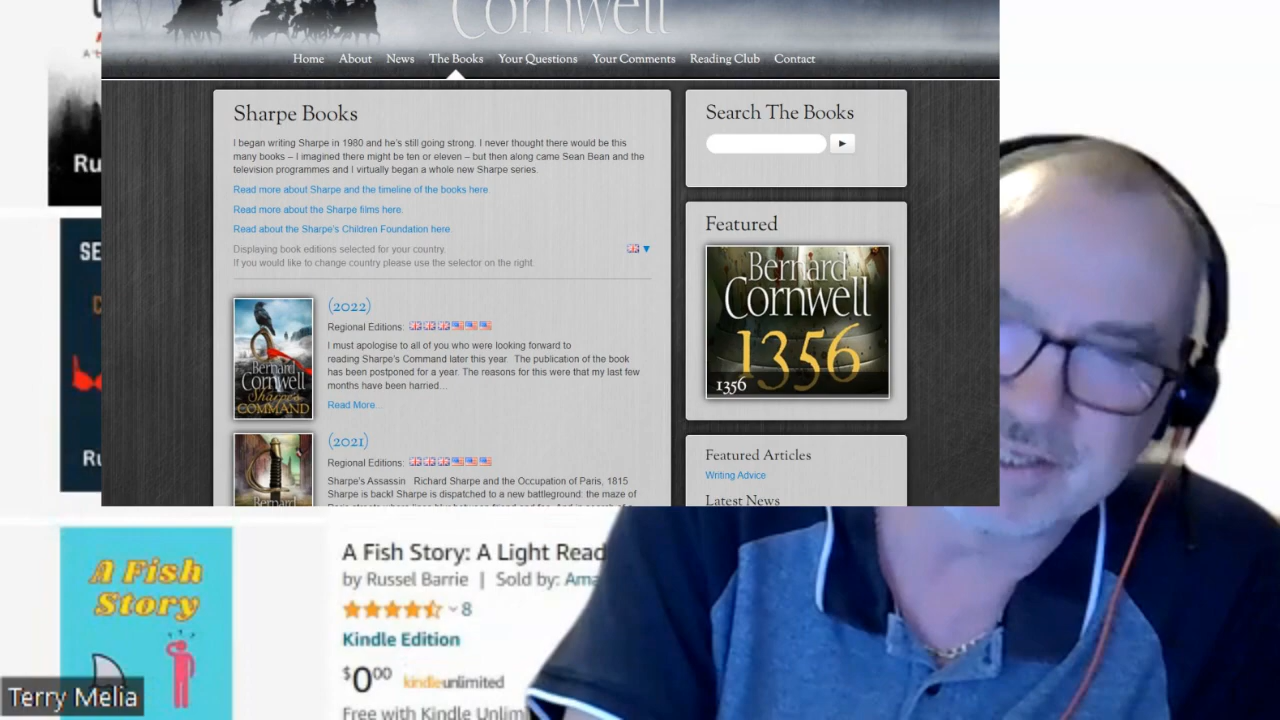 Cornwell
Home About News The Books Your Questions Your Comments Reading Club Contact
Sharpe Books
I began writing Sharpe in 1980 and he's still going strong. I never thought there would be this
many books – I imagined there might be ten or eleven – but then along came Sean Bean and the
television programmes and I virtually began a whole new Sharpe series.
Read more about Sharpe and the timeline of the books here
Read more about the Sharpe films here.
Read about the Sharpe's Children Foundation here.
Displaying book editions selected for your country.
If you would like to change country please use the selector on the right.
Bernard
Cornwell
Sharpe's
COMMAND
(2022)
Regional Editions:
I must apologise to all of you who were looking forward to
reading Sharpe's Command later this year. The publication of the book
has been postponed for a year. The reasons for this were that my last few
months have been harried...
Read More...
Bernard
(2021)
Regional Editions:
Sharpe's Assassin Richard Sharpe and the Occupation of Paris, 1815
Sharpe is back! Sharpe is dispatched to a new battleground: the maze of
Search The Books
Featured
Bernard
Cornwell
1356
1356
Featured Articles
Writing Advice
Latest News
Ru
SE
Ru
A Fish
Story
A Fish Story: A Light Read
by Russel Barrie | Sold by: Ama
8
Kindle Edition
$000 kindleunlimited
Free with Kindle Unlim
Terry Melia